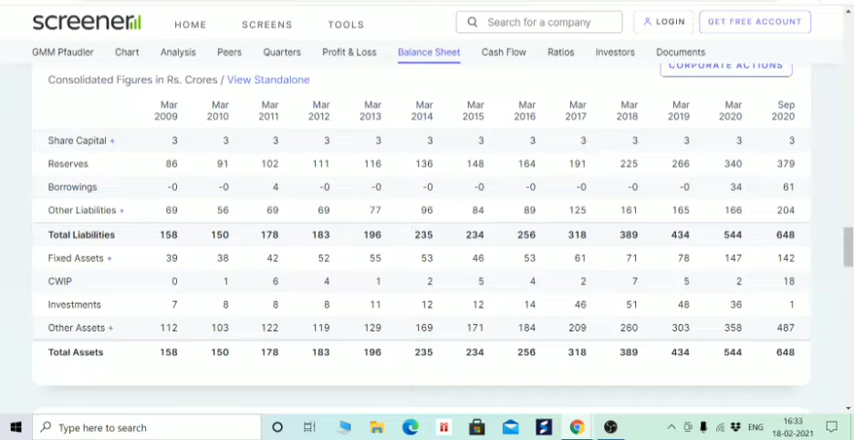 screener HOME SCREENS TOOLS Search for a company LOGIN GET FREE ACCOUNT
GMM Pfaudler Chart Analysis Peers Quarters Profit & Loss Balance Sheet Cash Flow Ratios Investors Documents
CORPORATE ACTIONS
Consolidated Figures in Rs. Crores / View Standalone
Mar 2009 Mar 2010 Mar 2011 Mar 2012 Mar 2013 Mar 2014 Mar 2015 Mar 2016 Mar 2017 Mar 2018 Mar 2019 Mar 2020 Sep 2020
Share Capital + 3 3 3 3 3 3 3 3 3 3 3 3 3
Reserves 86 91 102 111 116 136 148 164 191 225 266 340 379
Borrowings -0 -0 4 -0 -0 -0 -0 -0 -0 -0 -0 34 61
Other Liabilities + 69 56 69 69 77 96 84 89 125 161 165 166 204
Total Liabilities 158 150 178 183 196 235 234 256 318 389 434 544 648
Fixed Assets + 39 38 42 52 55 53 46 53 61 71 78 147 142
CWIP 0 1 6 4 1 2 5 4 2 7 5 2 18
Investments 7 8 8 8 11 12 12 14 46 51 48 36 1
Other Assets + 112 103 122 119 129 169 171 184 209 260 303 358 487
Total Assets 158 150 178 183 196 235 234 256 318 389 434 544 648
Type here to search ENG 16:33
18-02-2021